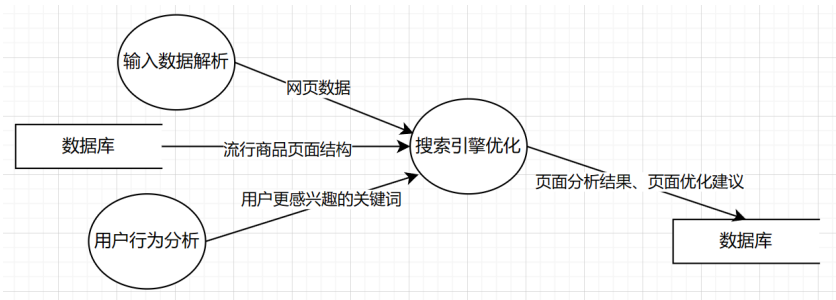 输入数据解析
网页数据
数据库
流行商品页面结构
搜索引擎优化
用户更感兴趣的关键词
用户行为分析
页面分析结果、页面优化建议
数据库